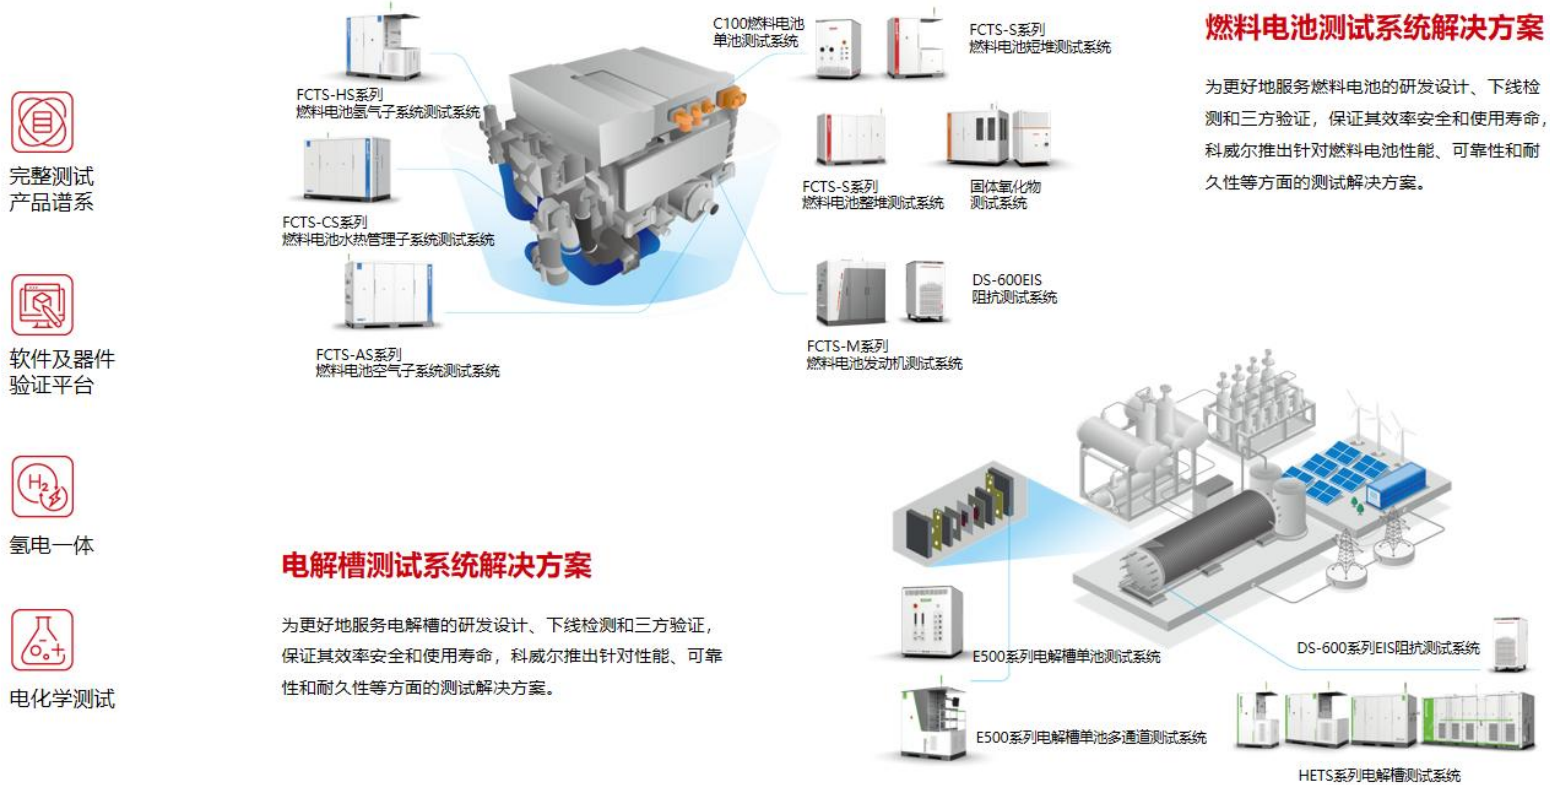 完整测试
产品谱系
软件及器件
验证平台
H2
氢电一体
电化学测试
FCTS-HS系列
燃料电池氢气子系统测试系统
FCTS-CS系列
燃料电池水热管理子系统测试系统
FCTS-AS系列
燃料电池空气子系统测试系统
C100燃料电池
单池测试系统
FCTS-S系列
燃料电池短堆测试系统
FCTS-S系列
燃料电池整堆测试系统
固体氧化物
测试系统
DS-600EIS
阻抗测试系统
FCTS-M系列
燃料电池发动机测试系统
燃料电池测试系统解决方案
为更好地服务燃料电池的研发设计、下线检
测和三方验证，保证其效率安全和使用寿命，
科威尔推出针对燃料电池性能、可靠性和耐
久性等方面的测试解决方案。
电解槽测试系统解决方案
为更好地服务电解槽的研发设计、下线检测和三方验证，
保证其效率安全和使用寿命，科威尔推出针对性能、可靠
性和耐久性等方面的测试解决方案。
E500系列电解槽单池测试系统
E500系列电解槽单池多通道测试系统
DS-600系列EIS阻抗测试系统
HETS系列电解槽测试系统